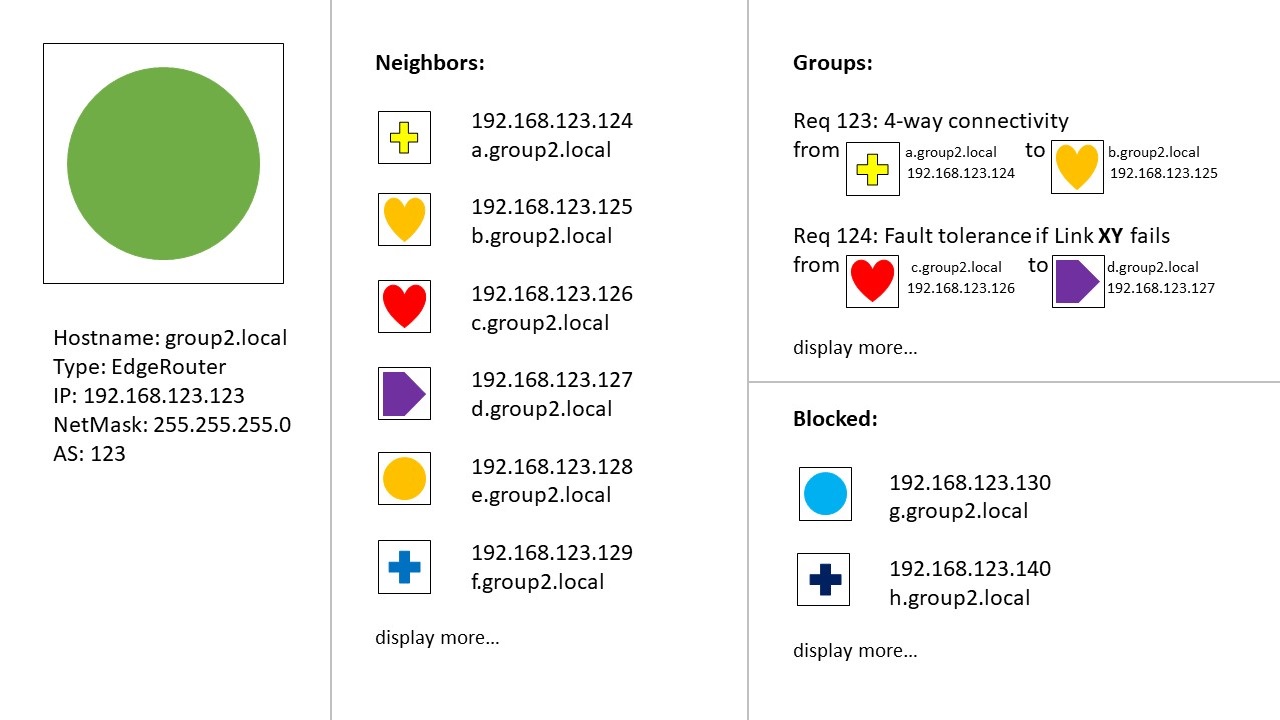 Hostname: group2.local
Type: EdgeRouter
IP: 192.168.123.123
NetMask: 255.255.255.0
AS: 123
Neighbors:
192.168.123.124
a.group2.local
192.168.123.125
b.group2.local
192.168.123.126
c.group2.local
192.168.123.127
d.group2.local
192.168.123.128
e.group2.local
192.168.123.129
f.group2.local
display more...
Groups:
Req 123: 4-way connectivity
from a.group2.local to b.group2.local
192.168.123.124 192.168.123.125
Req 124: Fault tolerance if Link XY fails
from c.group2.local to d.group2.local
192.168.123.126 192.168.123.127
display more...
Blocked:
192.168.123.130
g.group2.local
192.168.123.140
h.group2.local
display more...